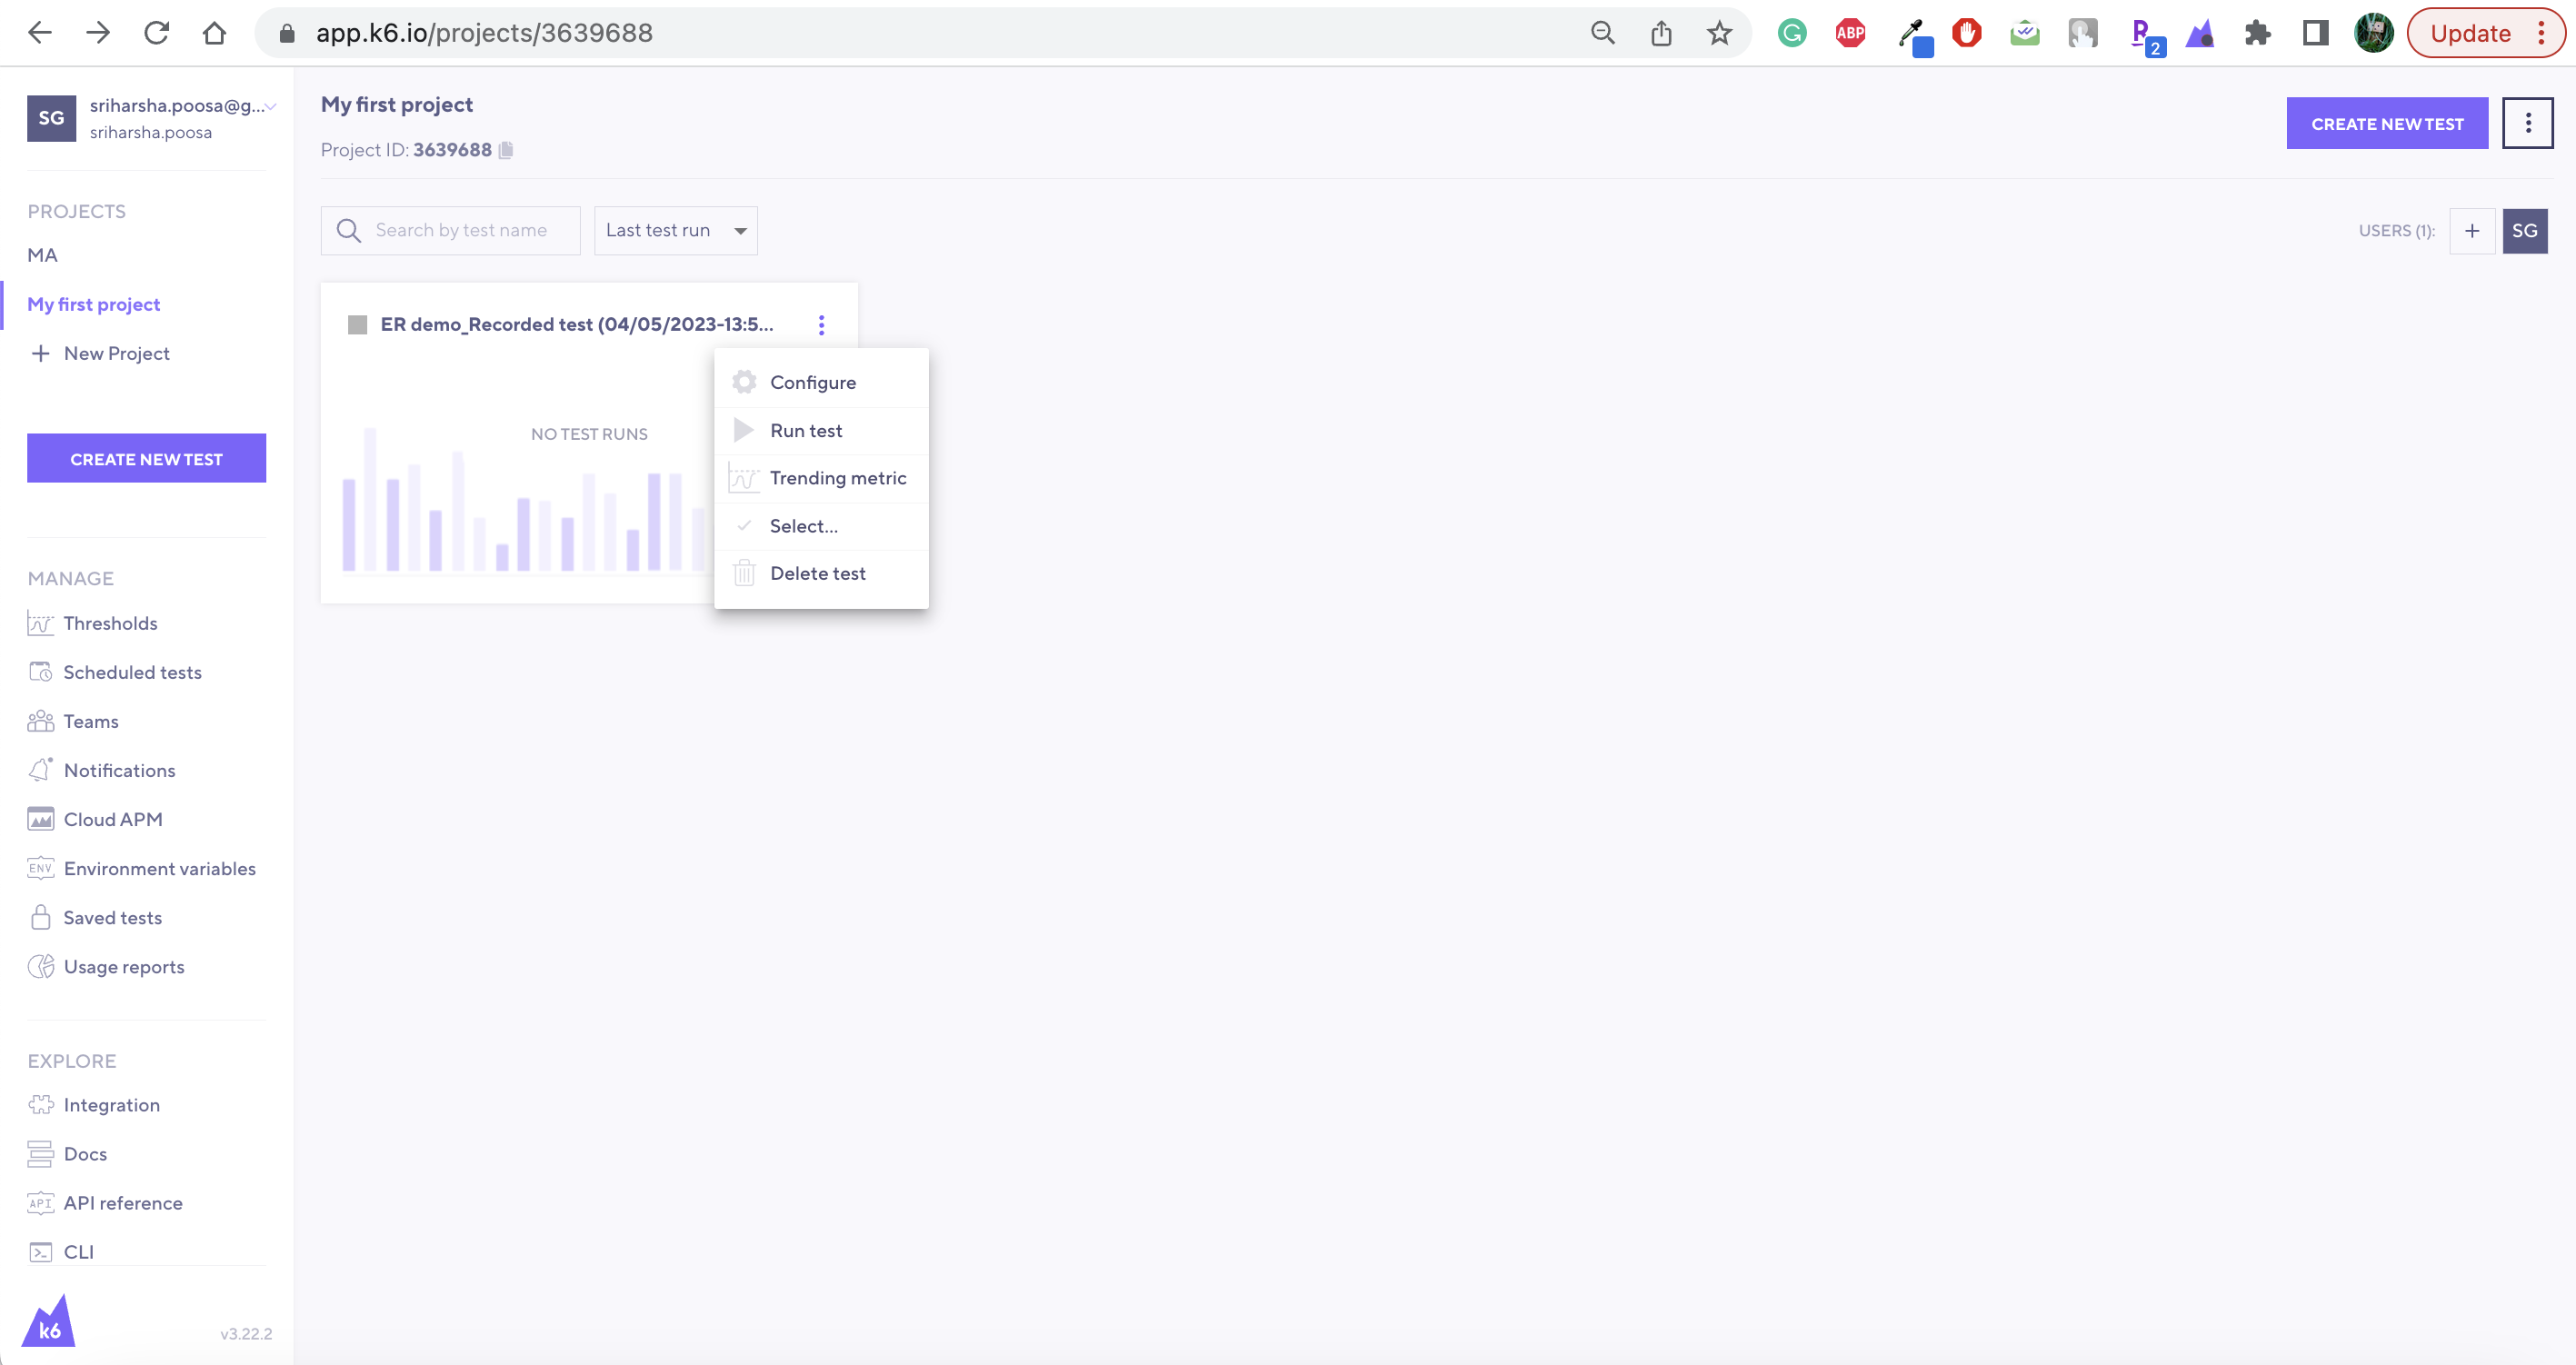 app.k6.io/projects/3639688
ABP
2
Update
SG
sriharsha.poosa@g...
sriharsha.poosa
PROJECTS
MA
My first project
+ New Project
CREATE NEW TEST
MANAGE
Thresholds
Scheduled tests
Teams
Notifications
Cloud APM
ENV Environment variables
Saved tests
Usage reports
EXPLORE
Integration
Docs
API API reference
CLI
k6
v3.22.2
My first project
Project ID: 3639688
CREATE NEW TEST
Search by test name
Last test run
USERS (1):
+
SG
ER demo_Recorded test (04/05/2023-13:5...
NO TEST RUNS
Configure
Run test
Trending metric
Select...
Delete test